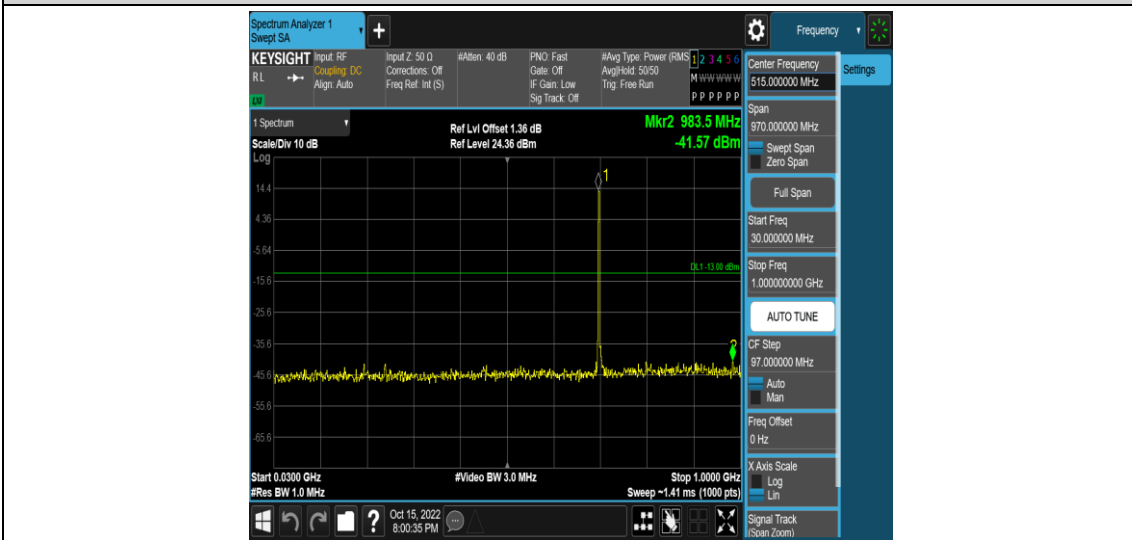 Spectrum Analyzer 1
Swept SA
+
Frequency
KEYSIGHT
RL
LXI
Input: RF
Coupling: DC
Align: Auto
Input Z: 50 Ω
Corrections: Off
Freq Ref: Int (S)
#Atten: 40 dB
PNO: Fast
Gate: Off
IF Gain: Low
Sig Track: Off
#Avg Type: Power (RMS
Avg|Hold: 50/50
Trig: Free Run
1 2 3 4 5 6
M W W W W W
P P P P P P
1 Spectrum
Scale/Div 10 dB
Log
Ref Lvl Offset 1.36 dB
Ref Level 24.36 dBm
Mkr2 983.5 MHz
-41.57 dBm
1
14.4
4.36
-5.64
DL1 -13.00 dBm
-15.6
-25.6
-35.6
2
-45.6
-55.6
-65.6
Start 0.0300 GHz
#Res BW 1.0 MHz
#Video BW 3.0 MHz
Stop 1.0000 GHz
Sweep ~1.41 ms (1000 pts)
?
Oct 15, 2022
8:00:35 PM
Center Frequency
515.000000 MHz
Settings
Span
970.000000 MHz
Swept Span
Zero Span
Full Span
Start Freq
30.000000 MHz
Stop Freq
1.000000000 GHz
AUTO TUNE
CF Step
97.000000 MHz
Auto
Man
Freq Offset
0 Hz
X Axis Scale
Log
Lin
Signal Track
(Span Zoom)